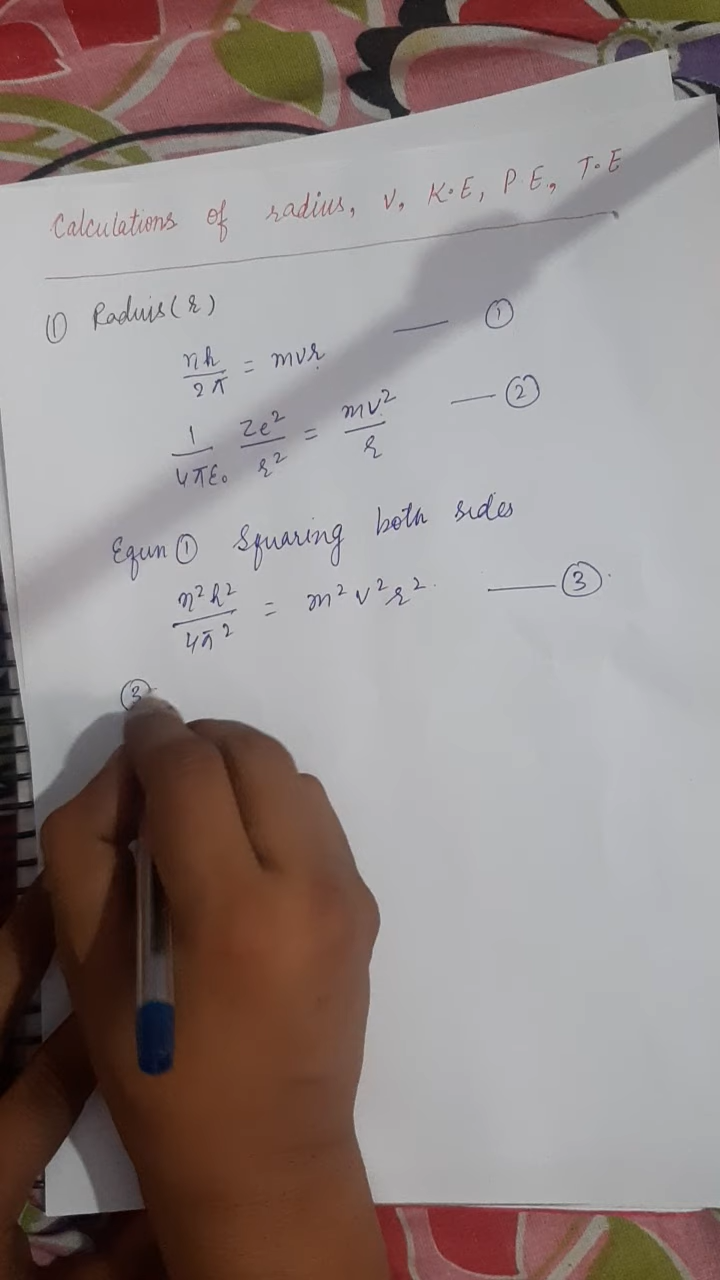 Calculations of radius, v, K.E, P.E., T.E
① Raduis (r)
nh/2π = mvr —— ①
1/4πε₀ Ze²/r² = mv²/r —— ②
Equn ① Squaring both sides
n²h²/4π² = m²v²r². —— ③.
③